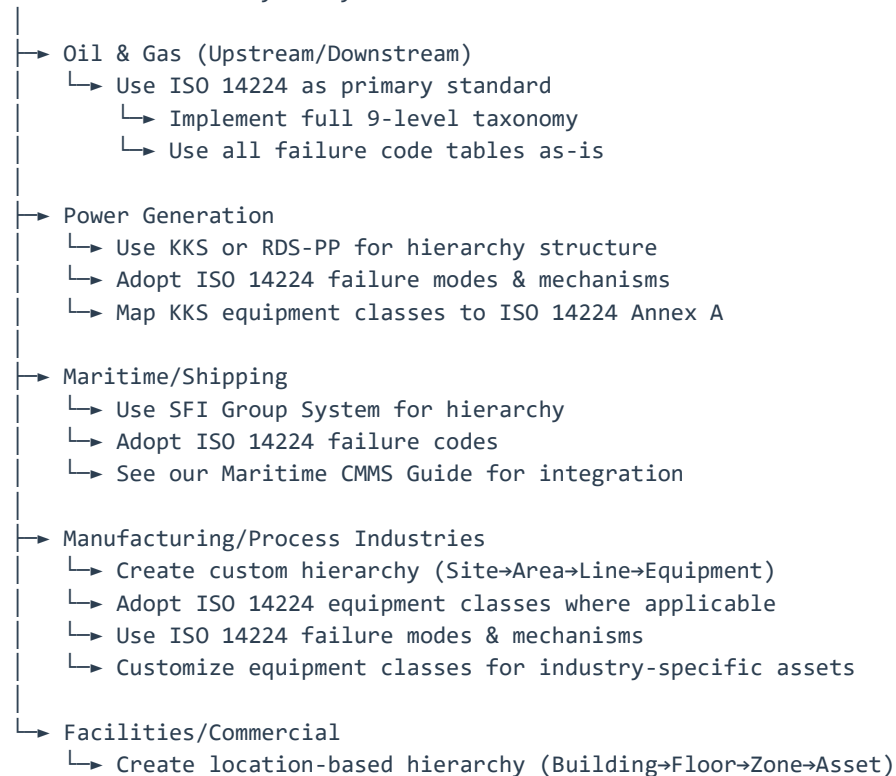 Oil & Gas (Upstream/Downstream)
Use ISO 14224 as primary standard
Implement full 9-level taxonomy
Use all failure code tables as-is
Power Generation
Use KKS or RDS-PP for hierarchy structure
Adopt ISO 14224 failure modes & mechanisms
Map KKS equipment classes to ISO 14224 Annex A
Maritime/Shipping
Use SFI Group System for hierarchy
Adopt ISO 14224 failure codes
See our Maritime CMMS Guide for integration
Manufacturing/Process Industries
Create custom hierarchy (Site→Area→Line→Equipment)
Adopt ISO 14224 equipment classes where applicable
Use ISO 14224 failure modes & mechanisms
Customize equipment classes for industry-specific assets
Facilities/Commercial
Create location-based hierarchy (Building→Floor→Zone→Asset)